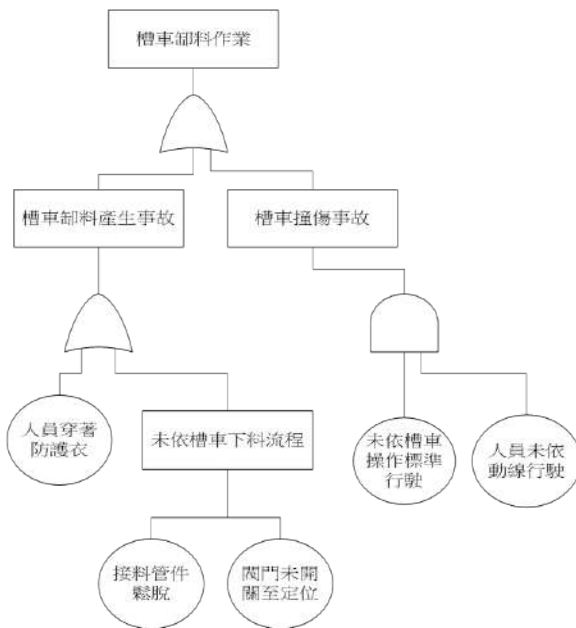 槽車卸料作業
槽車卸料產生事故
槽車撞傷事故
人員穿著
防護衣
未依槽車下料流程
未依槽車
操作標準
行駛
人員未依
動線行駛
接料管件
鬆脫
閥門未開
關至定位